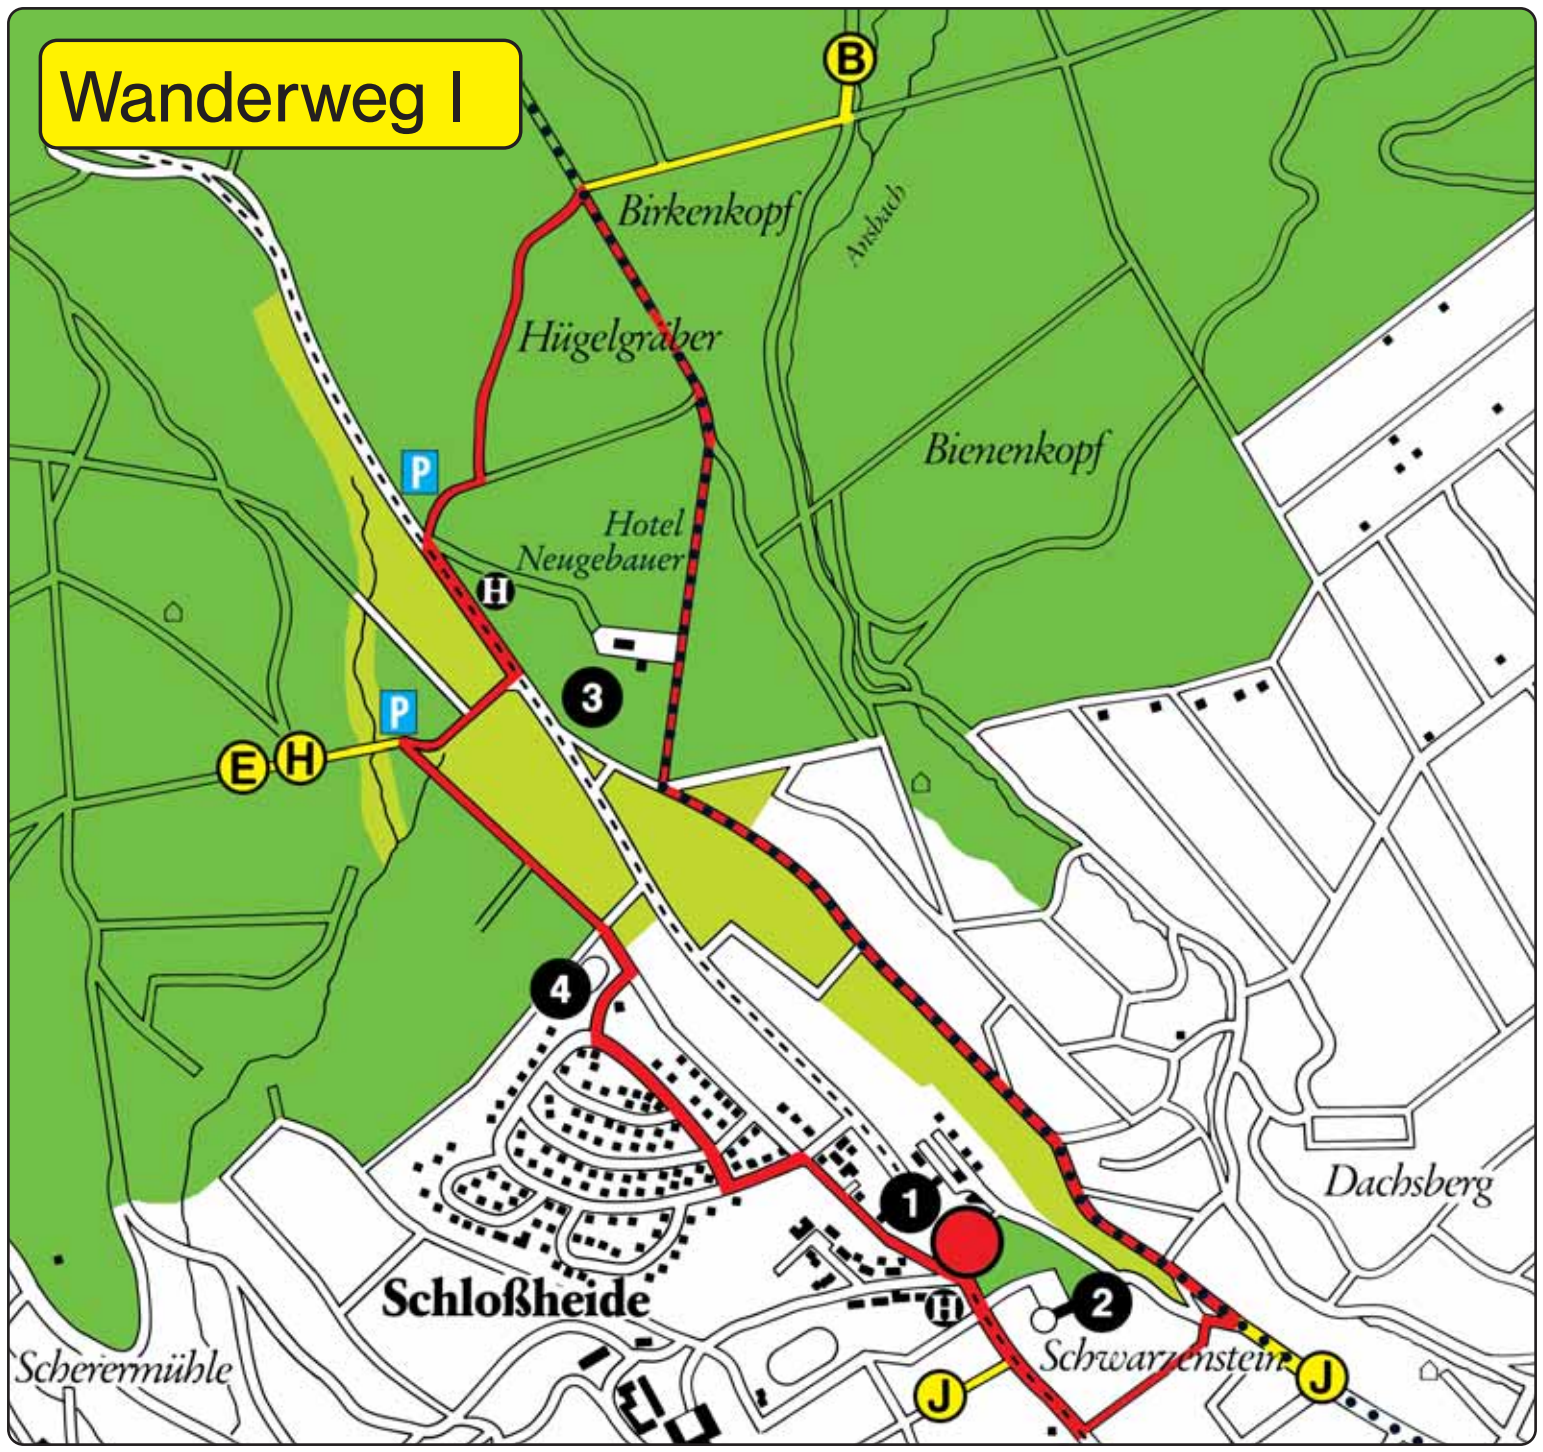 Wanderweg I
B
Birkenkopf
Ansbach
Hügelgräber
P
Bienenkopf
Hotel
Neugebauer
H
3
P
E
H
4
1
Dachsberg
Schloßheide
H
2
Schwarzenstein
Scherermühle
J
J